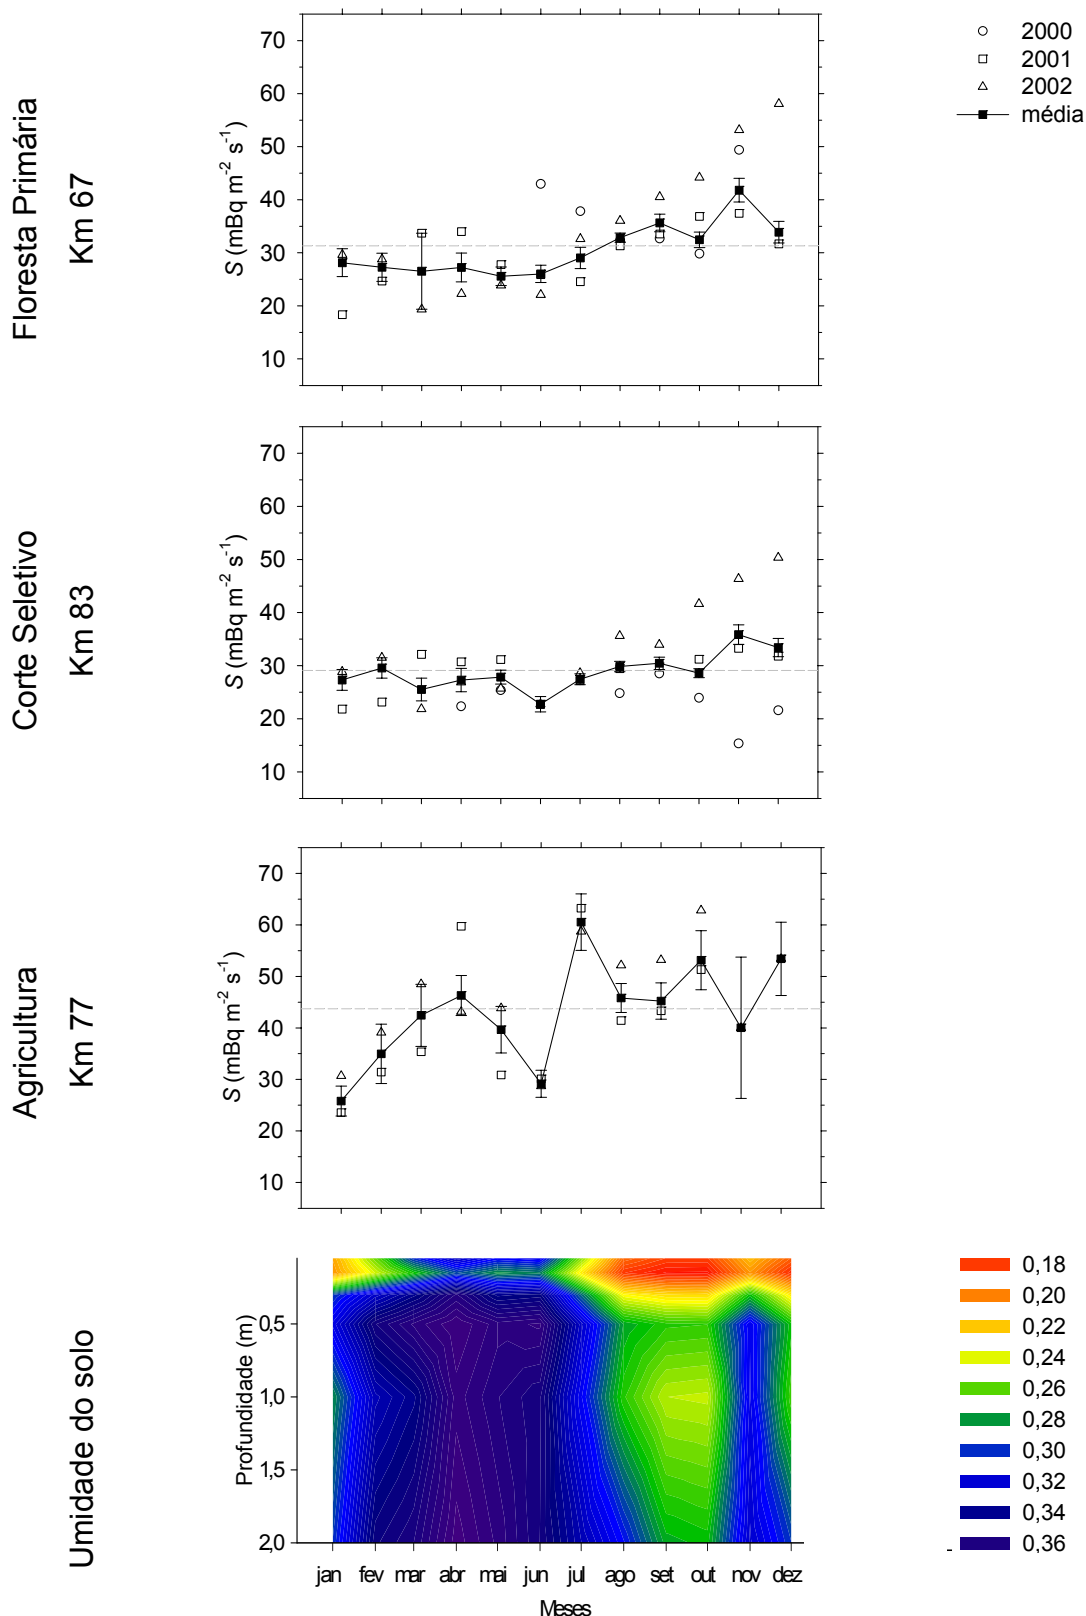 2000
2001
2002
média
Floresta Primária
Km 67
S (mBq m-2 s-1)
70
60
50
40
30
20
10
Corte Seletivo
Km 83
S (mBq m-2 s-1)
70
60
50
40
30
20
10
Agricultura
Km 77
S (mBq m-2 s-1)
70
60
50
40
30
20
10
Umidade do solo
Profundidade (m)
0,5
1,0
1,5
2,0
jan fev mar abr mai jun jul ago set out nov dez
Meses
0,18
0,20
0,22
0,24
0,26
0,28
0,30
0,32
0,34
0,36